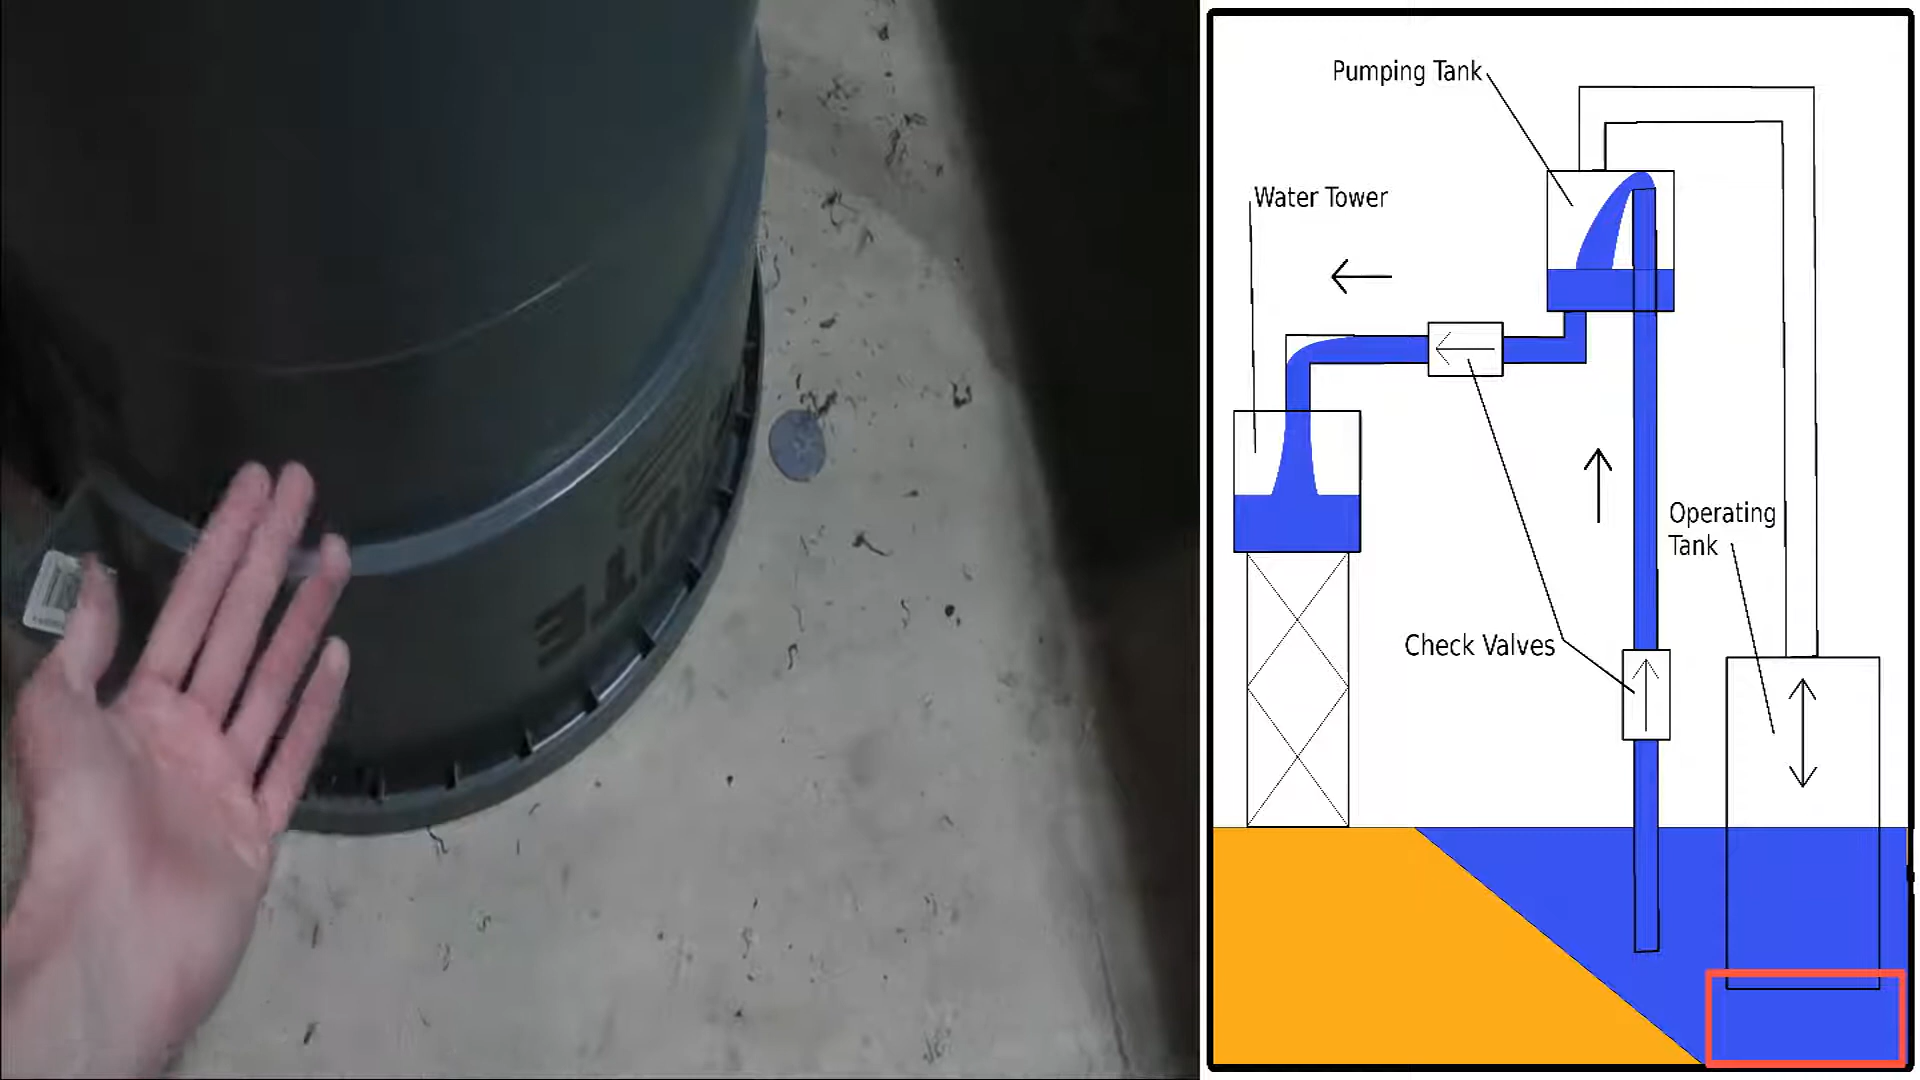 Pumping Tank
Water Tower
Operating
Tank
Check Valves